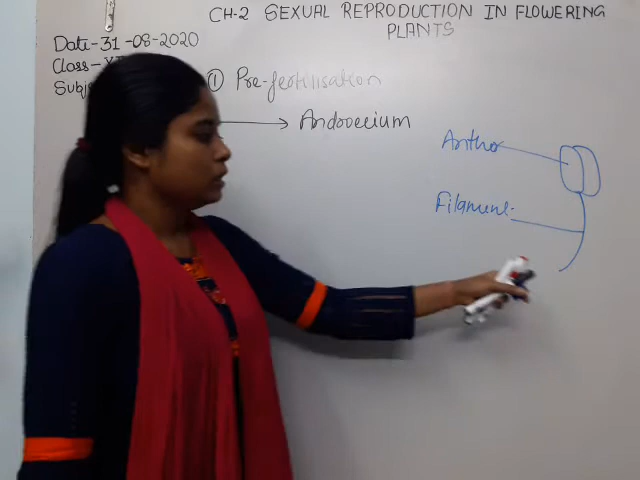 CH-2 SEXUAL REPRODUCTION IN FLOWERING
PLANTS
Date-31-08-2020
Class-
① Pre-fertilisation
Androecium
Anther
Filament